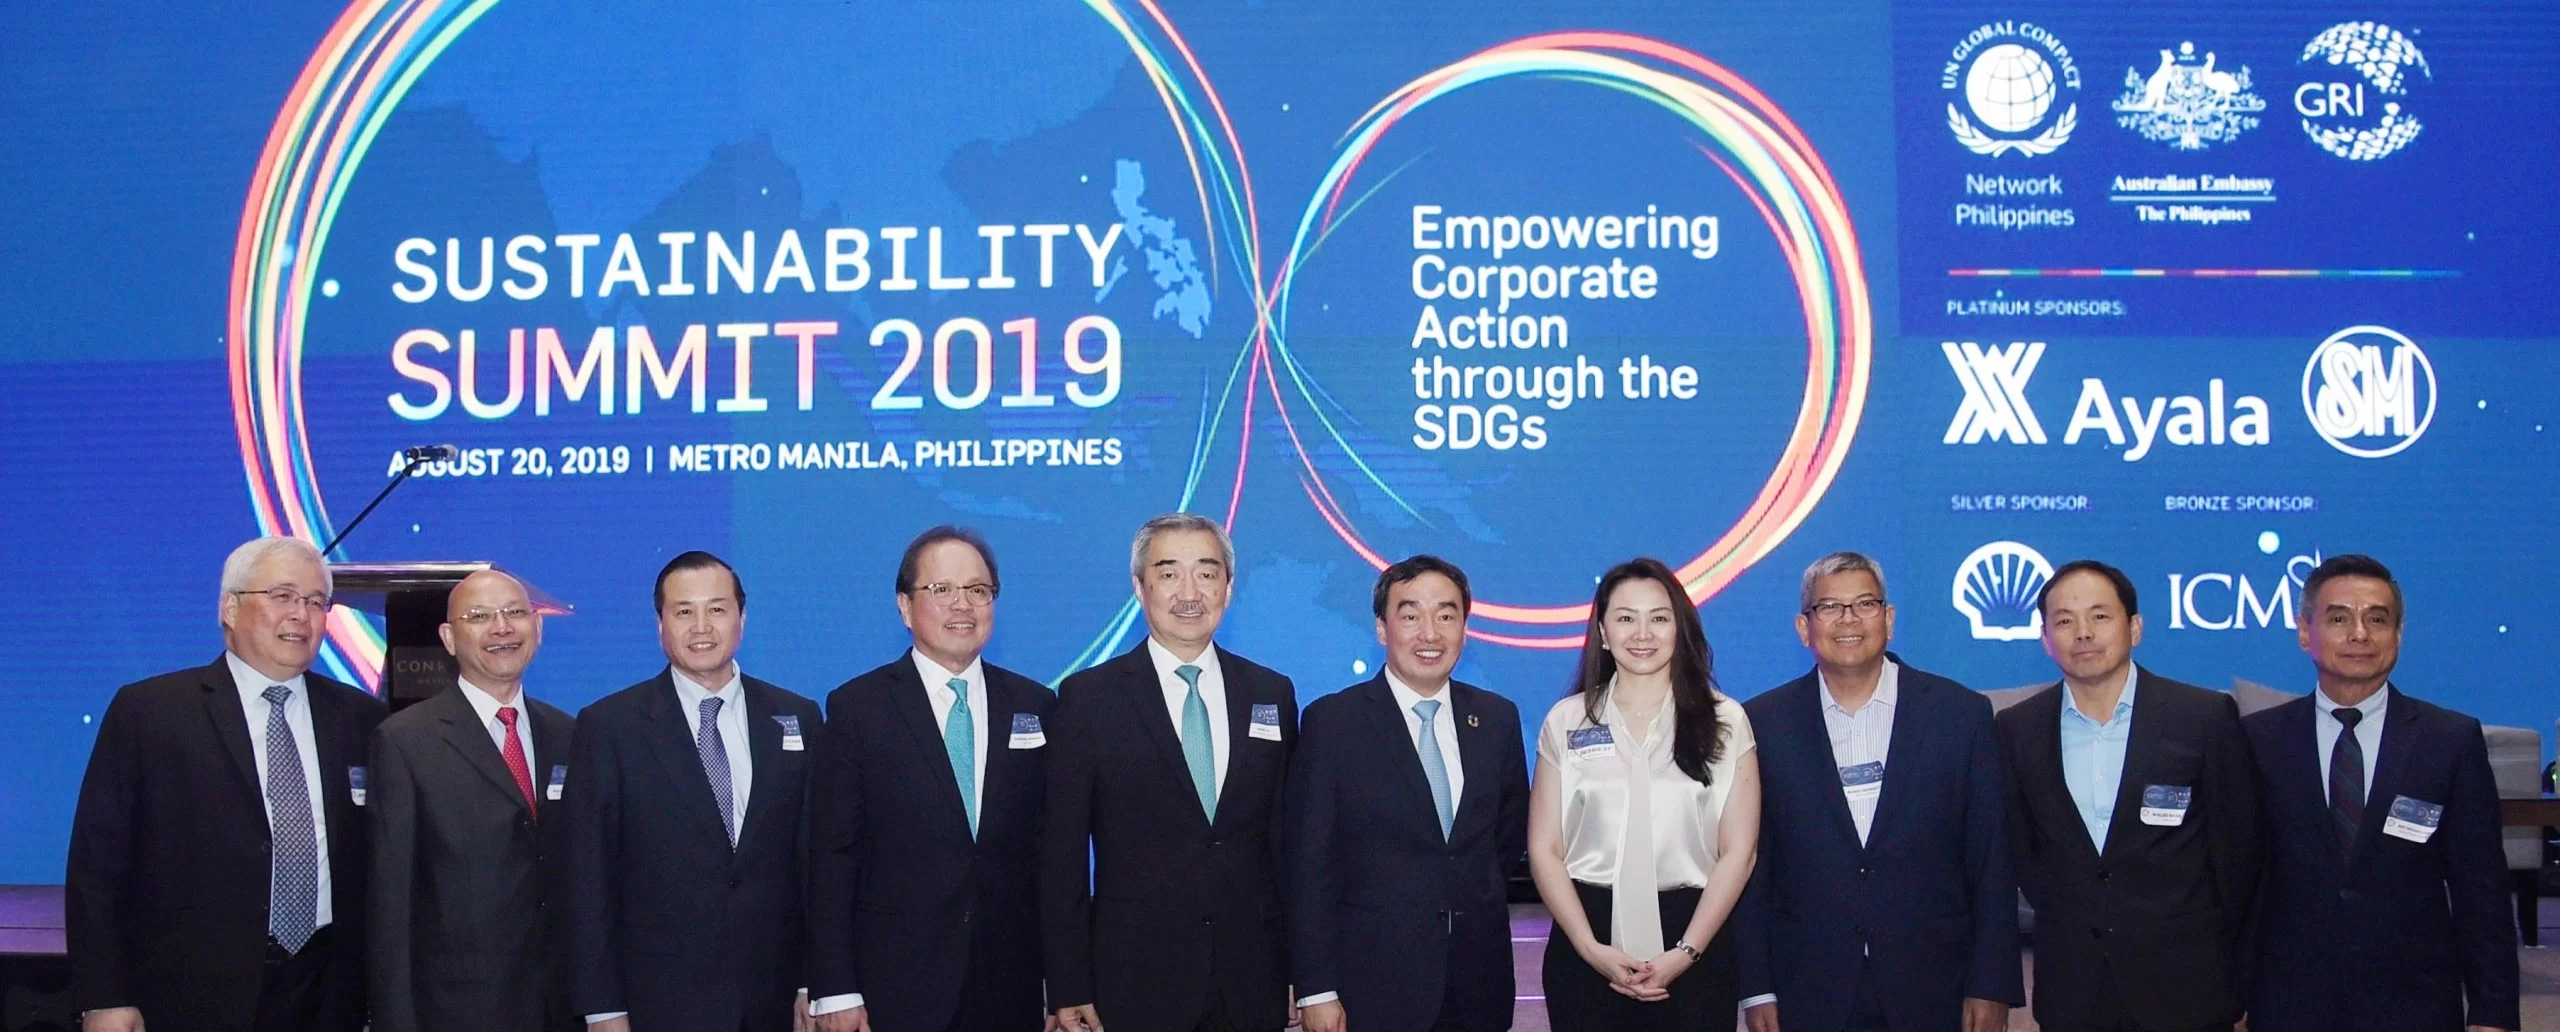 SUSTAINABILITY
SUMMIT 2019
AUGUST 20, 2019 | METRO MANILA, PHILIPPINES
Empowering
Corporate
Action
through the
SDGs
UN GLOBAL COMPACT
Network
Philippines
Australian Embassy
The Philippines
GRI
PLATINUM SPONSORS:
Ayala
SM
SILVER SPONSOR:
BRONZE SPONSOR:
ICM
CONR